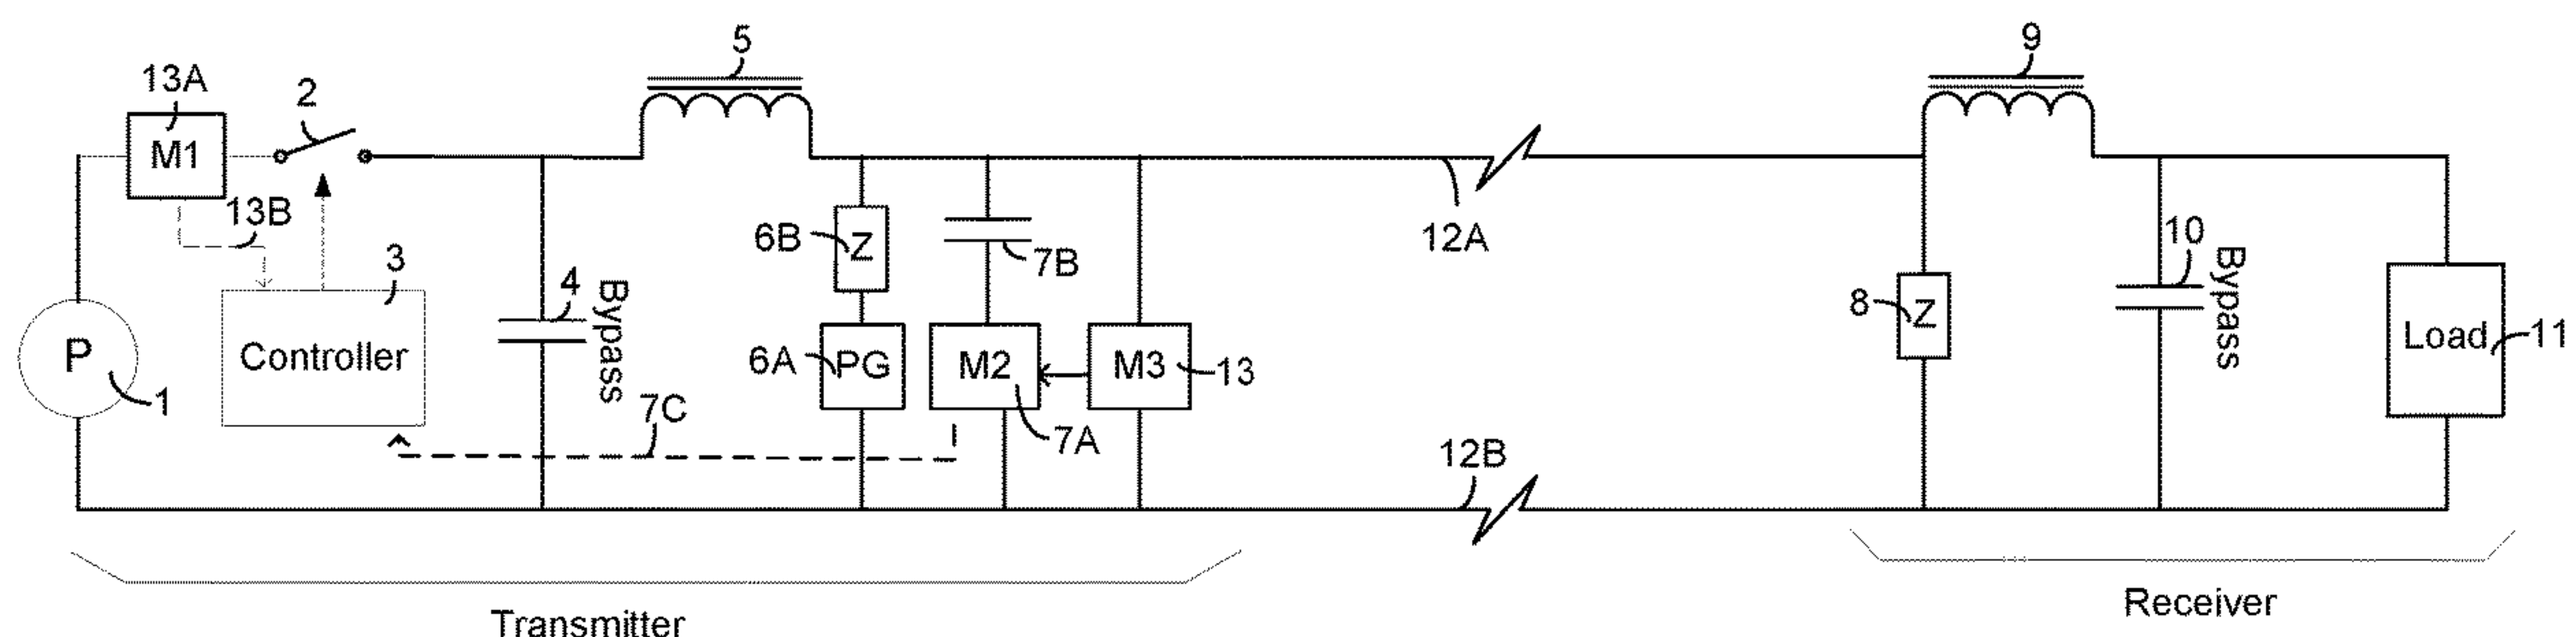 5
9
13A
2
M1
13B
6B
Z
7B
12A
10
Bypass
3
4
Bypass
8
Z
P
1
Controller
6A
PG
M2
M3
13
Load
11
7C
7A
12B
Transmitter
Receiver